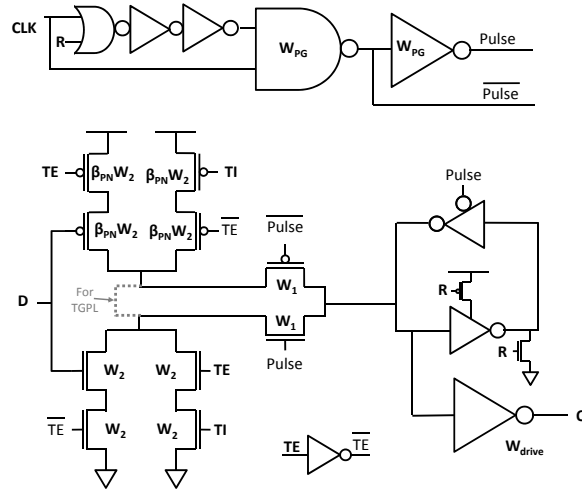 CLK
R
W_PG
W_PG
Pulse
Pulse
TE
β_PN W_2
β_PN W_2
TI
β_PN W_2
β_PN W_2
TE
Pulse
Pulse
D
For
TGPL
W_1
W_1
Pulse
R
R
W_2
W_2
TE
TE
W_2
W_2
TI
TE
TE
W_drive